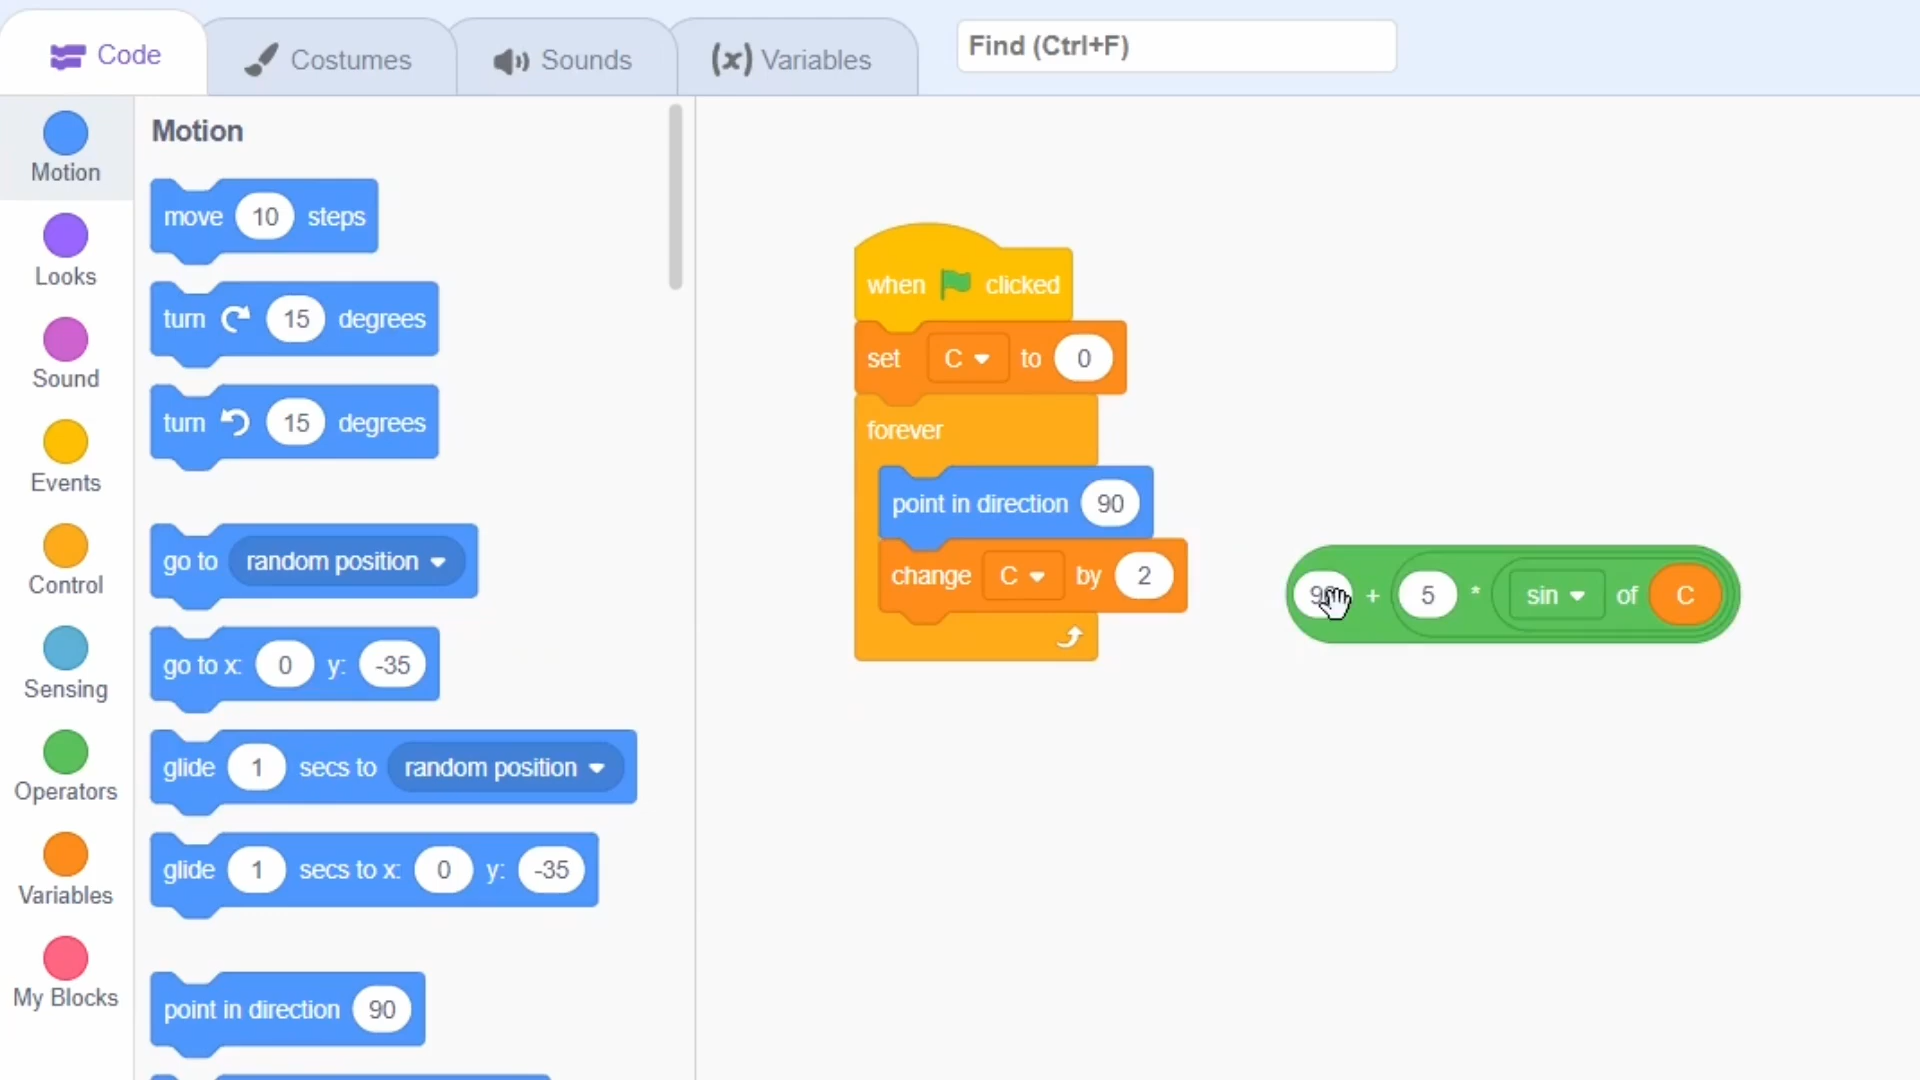 Code
Costumes
Sounds
(x) Variables
Find (Ctrl+F)
Motion
Looks
Sound
Events
Control
Sensing
Operators
Variables
My Blocks
Motion
move 10 steps
turn 15 degrees
turn 15 degrees
go to random position
go to x: 0 y: -35
glide 1 secs to random position
glide 1 secs to x: 0 y: -35
point in direction 90
when clicked
set C to 0
forever
point in direction 90
change C by 2
+ 5 * sin of C